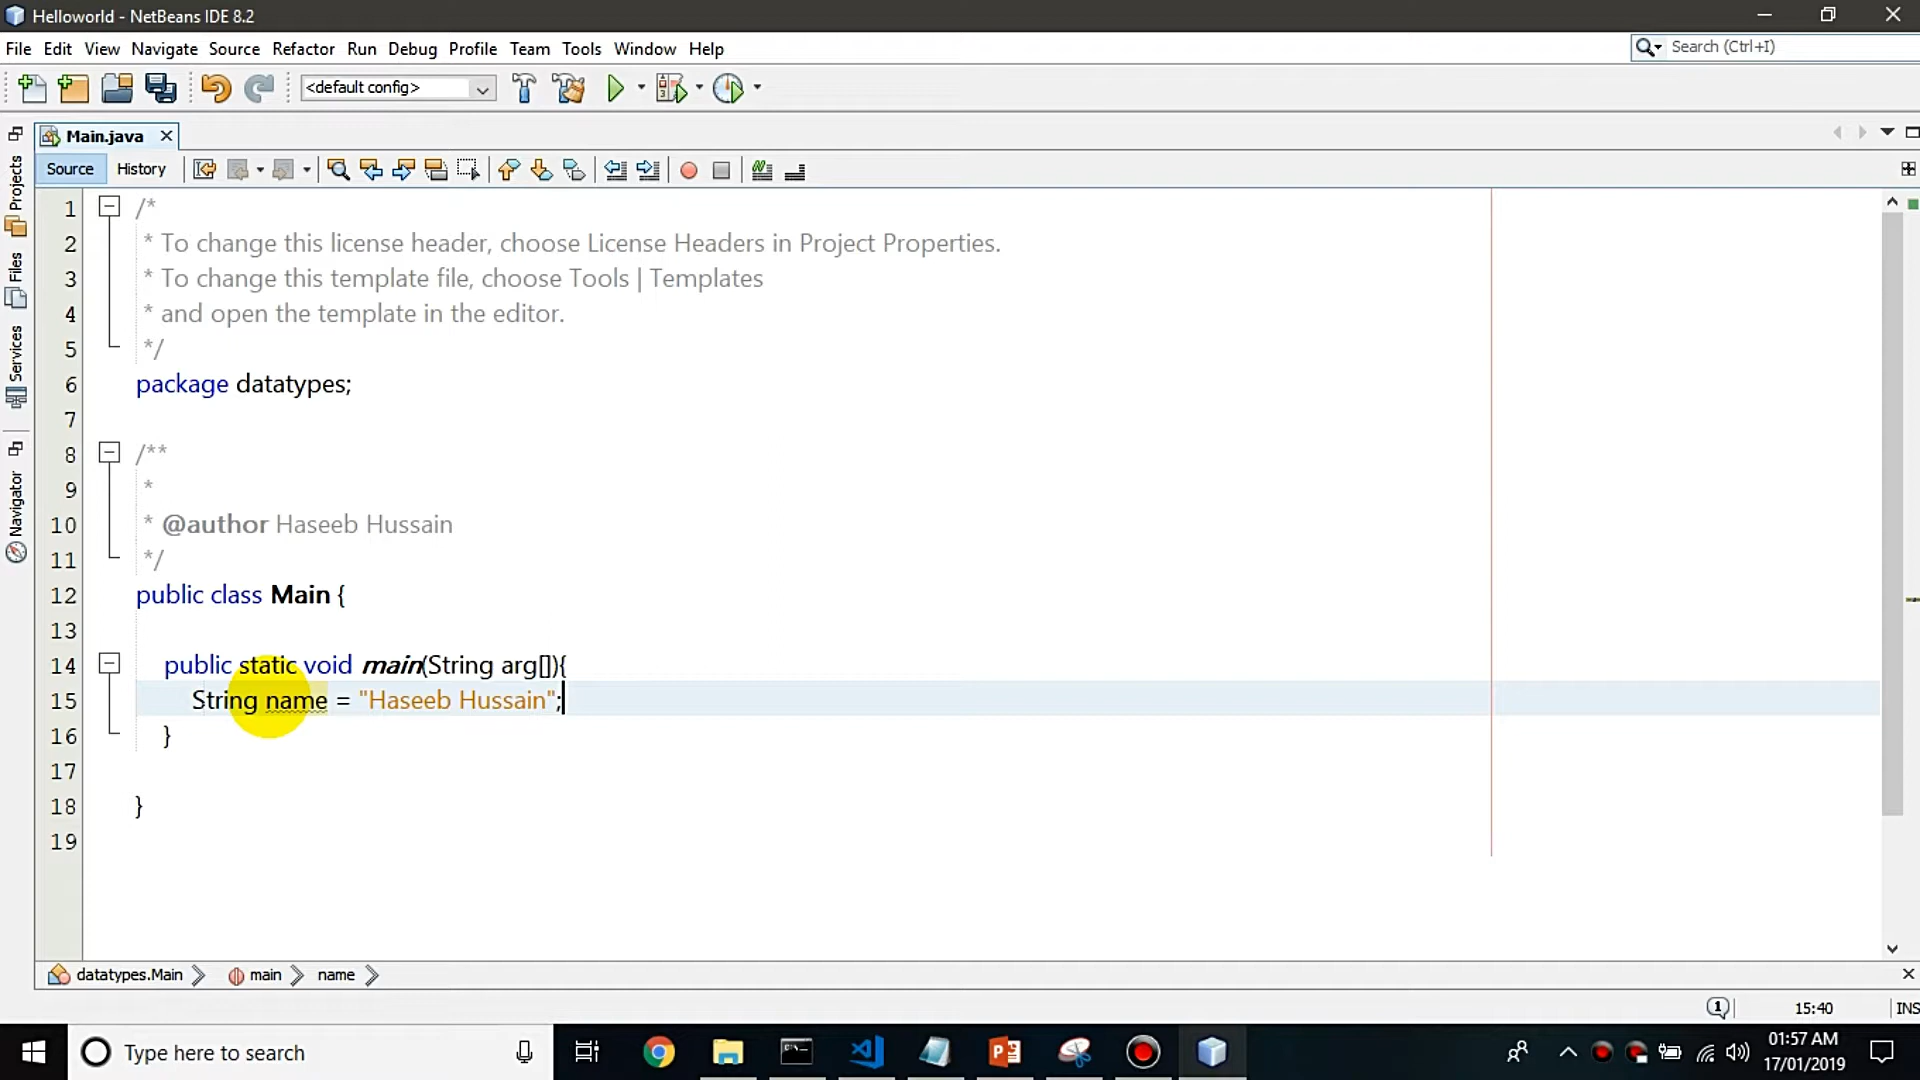 Helloworld - NetBeans IDE 8.2
File Edit View Navigate Source Refactor Run Debug Profile Team Tools Window Help
Search (Ctrl+I)
<default config>
Main.java
Source History
Projects
Files
Services
Navigator
1 /*
2 * To change this license header, choose License Headers in Project Properties.
3 * To change this template file, choose Tools | Templates
4 * and open the template in the editor.
5 */
6 package datatypes;
7
8 /**
9 *
10 * @author Haseeb Hussain
11 */
12 public class Main {
13
14 public static void main(String arg[]){
15 String name = "Haseeb Hussain";
16 }
17
18 }
19
datatypes.Main main name
15:40 INS
Type here to search
01:57 AM
17/01/2019